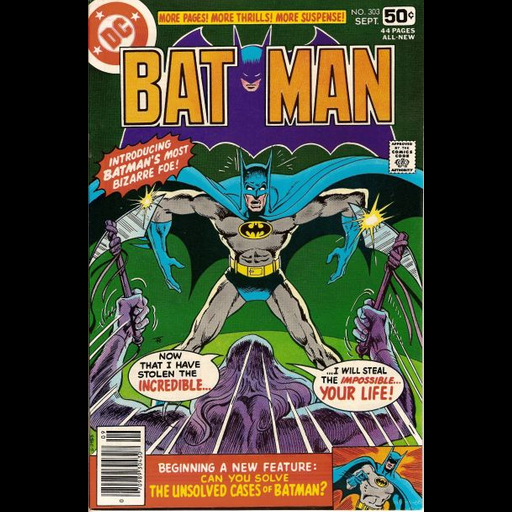 DC
MORE PAGES! MORE THRILLS! MORE SUSPENSE!
NO. 303
SEPT.
50¢
44 PAGES
ALL-NEW
BATMAN
APPROVED
BY THE
COMICS
CODE
AUTHORITY
INTRODUCING
BATMAN'S MOST
BIZARRE FOE!
NOW
THAT I HAVE
STOLEN THE
INCREDIBLE...
...I WILL STEAL
THE IMPOSSIBLE...
YOUR LIFE!
09
BEGINNING A NEW FEATURE:
CAN YOU SOLVE
THE UNSOLVED CASES OF BATMAN?